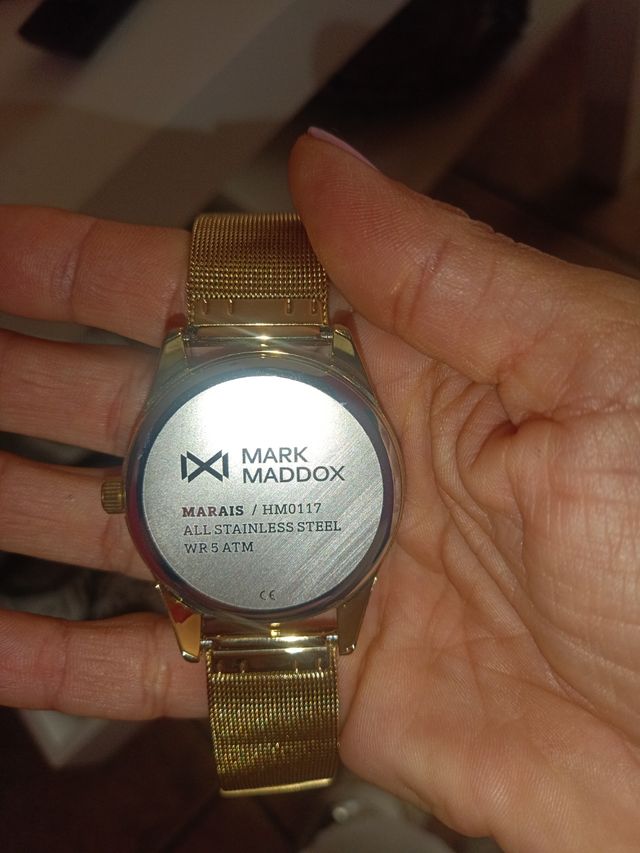 MARK
MADDOX
MARAIS / HM0117
ALL STAINLESS STEEL
WR 5 ATM
CE